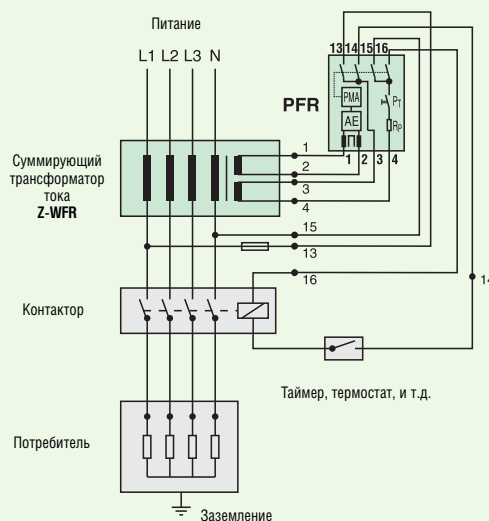 Питание
L1 L2 L3 N
13 14 15 16
PFR
PMA
AE
PT
RP
1 2 3 4
Суммирующий
трансформатор
тока
Z-WFR
1
2
3
4
15
13
16
14
Контактор
Таймер, термостат, и т.д.
Потребитель
Заземление